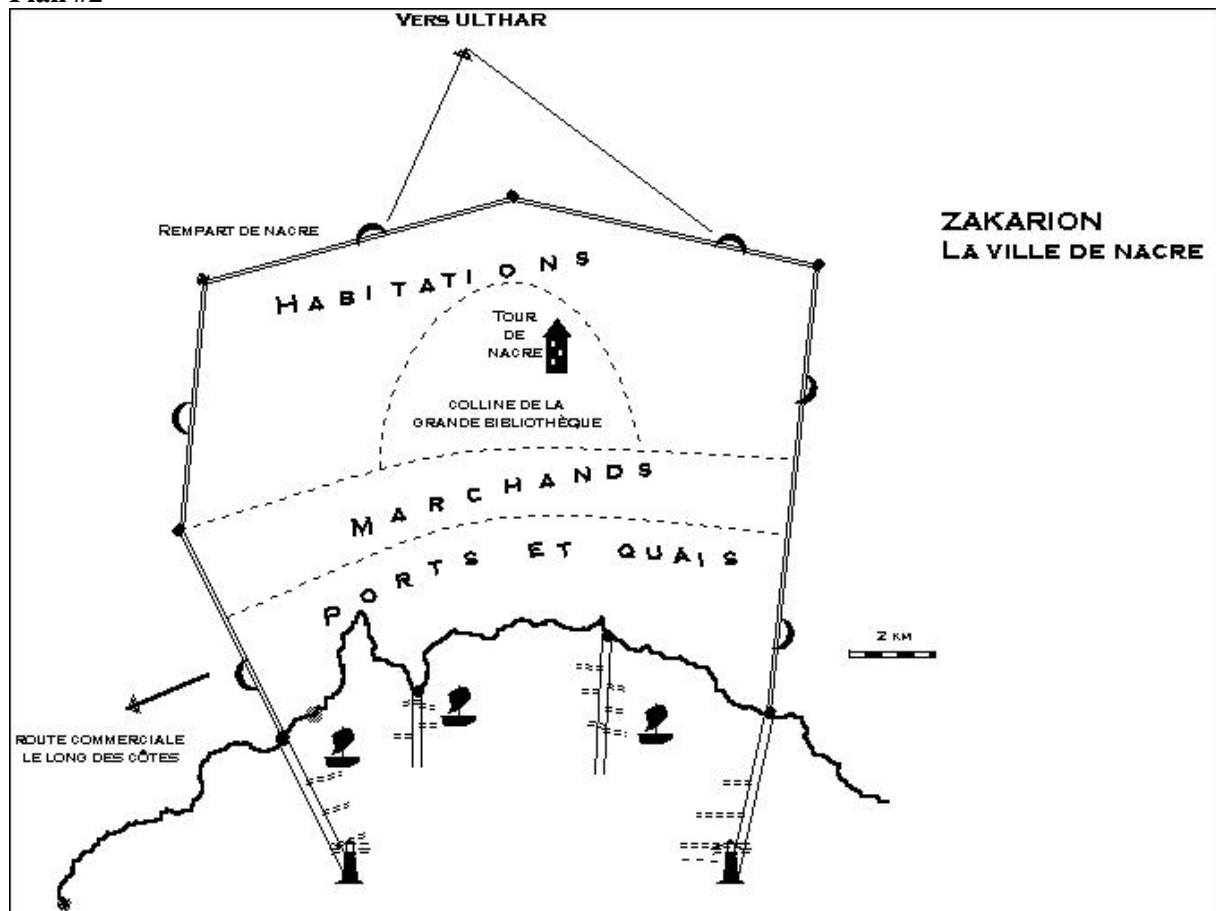 Plan #2
VERS ULTHAR
REMPART DE NACRE
ZAKARION
LA VILLE DE NACRE
HABITATIONS
TOUR
DE
NACRE
COLLINE DE LA
GRANDE BIBLIOTHÈQUE
MARCHANDS
PORTS ET QUAIS
2 KM
ROUTE COMMERCIALE
LE LONG DES CÔTES